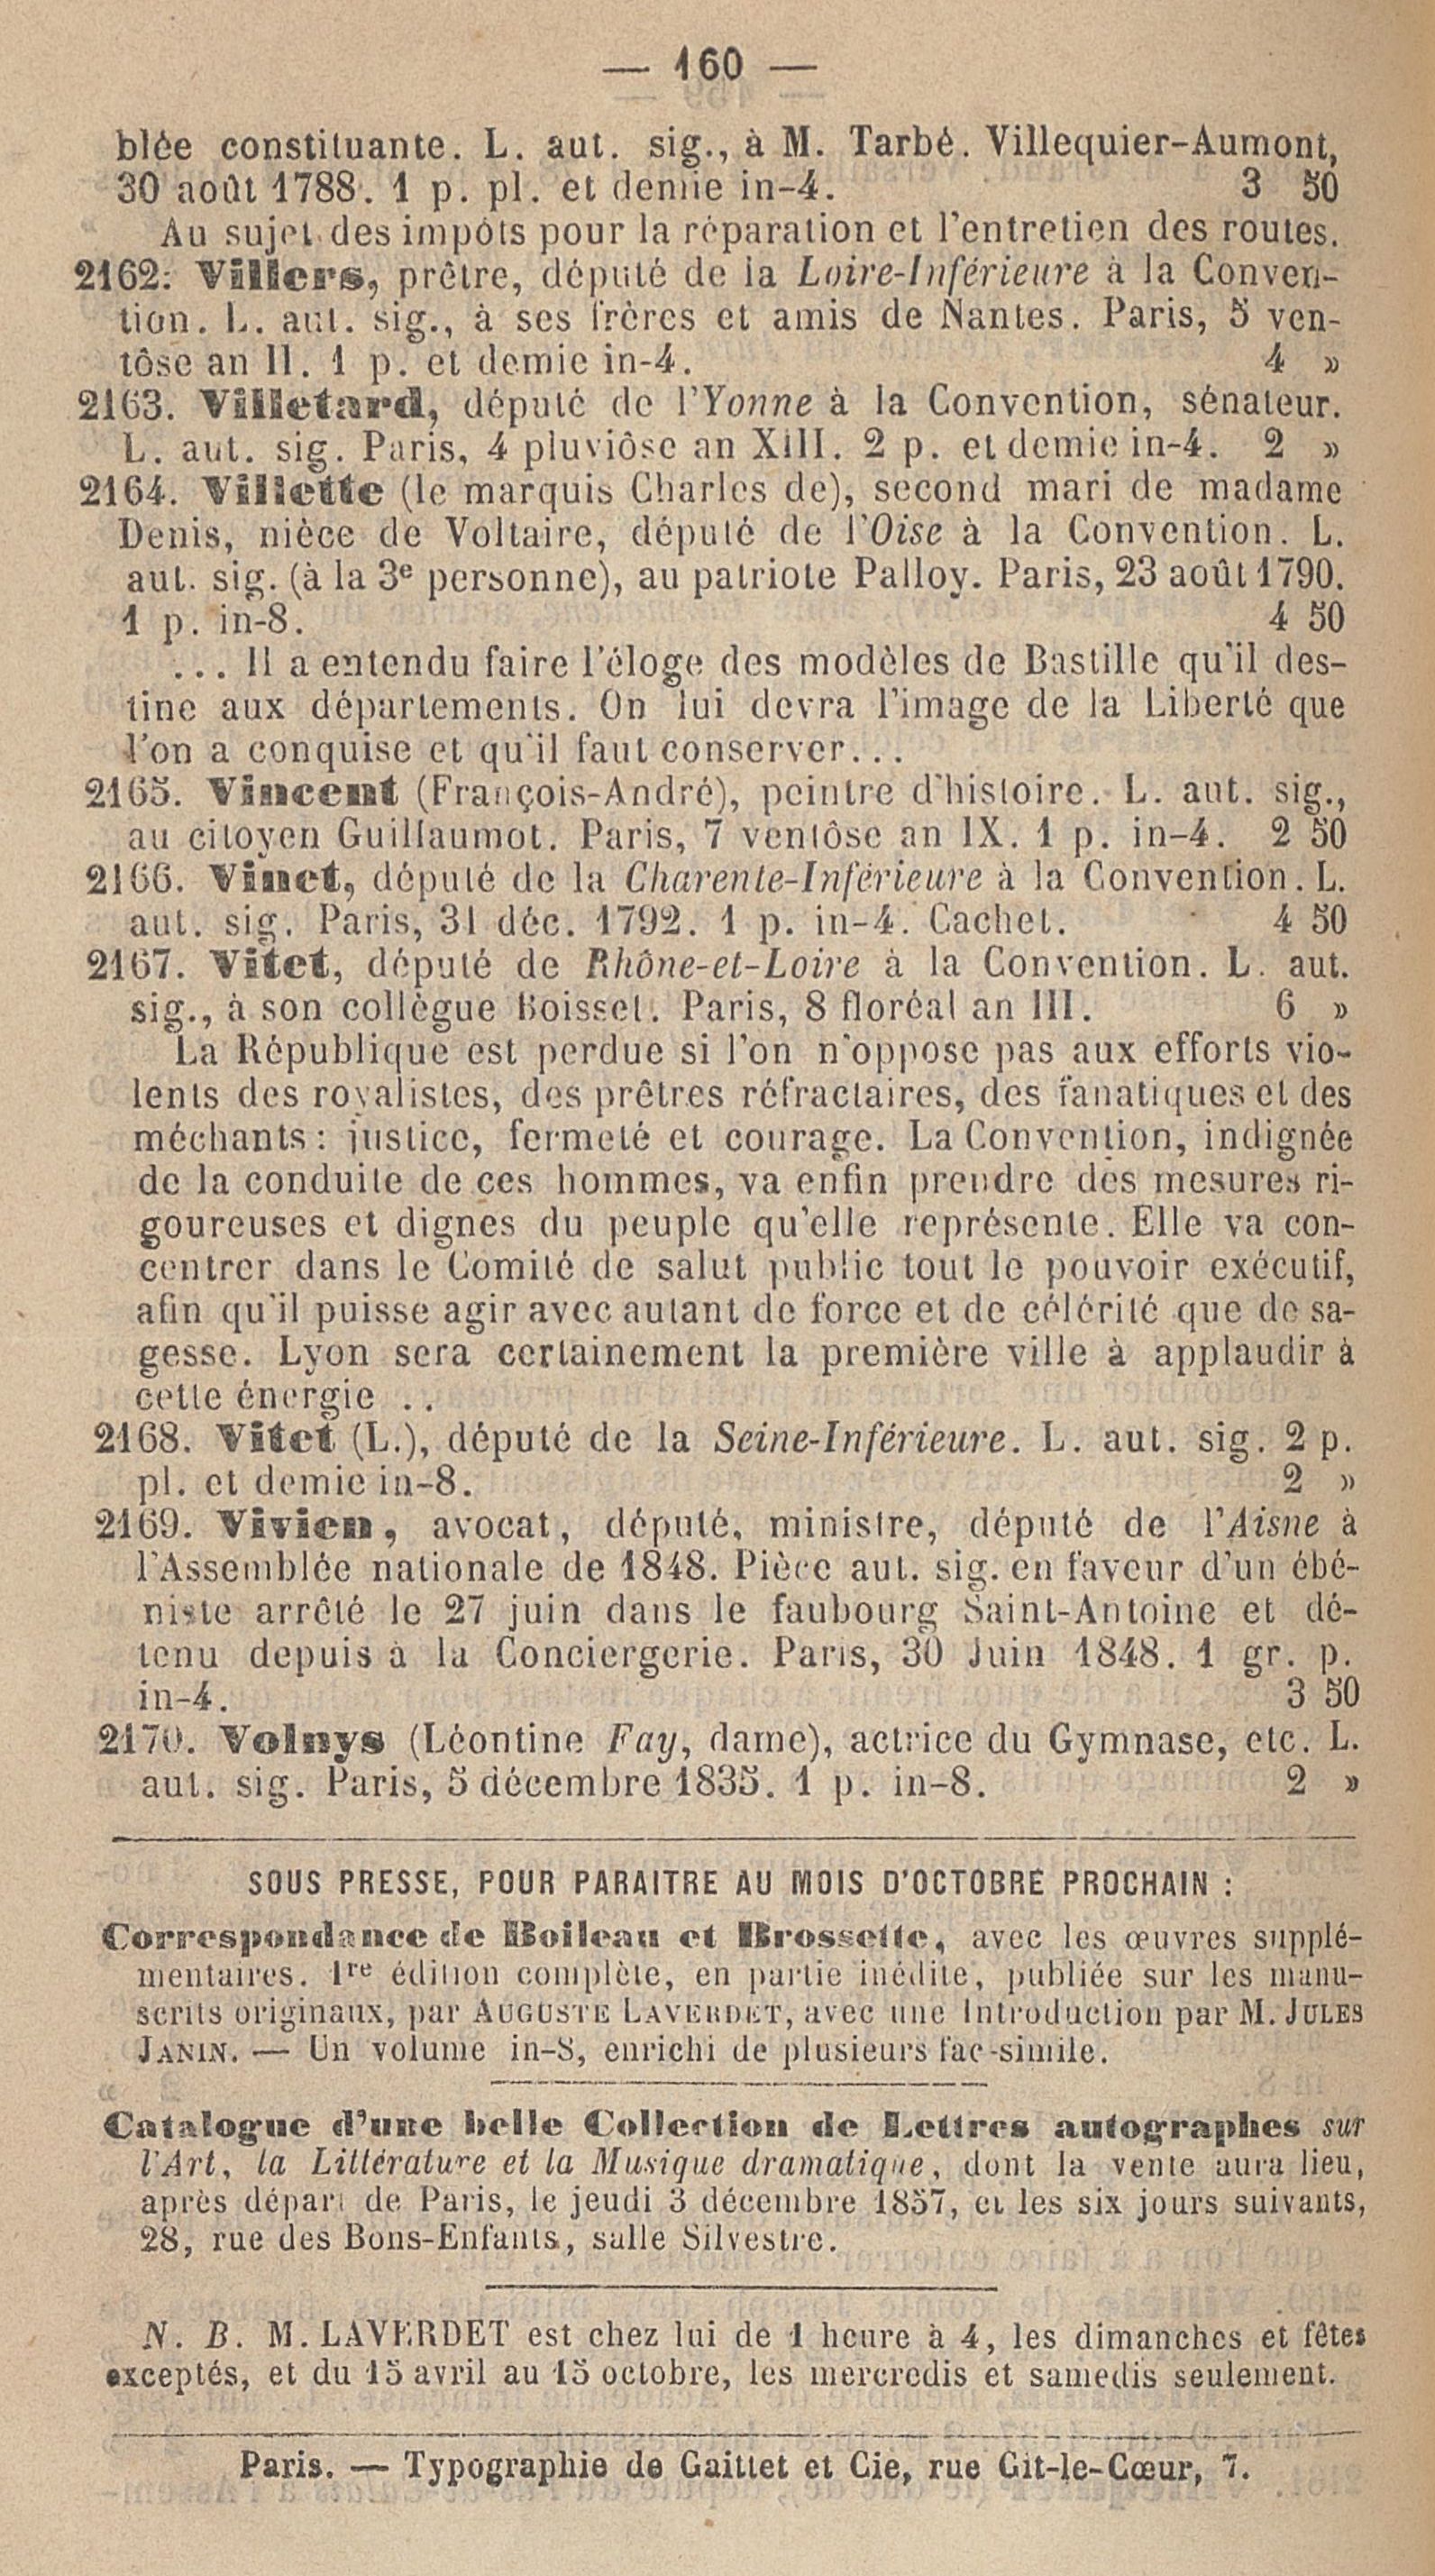 — 160 —
blée constituante. L. aut. sig., à M. Tarbé. Villequier-Aumont,
30 août 1788. 1 p. pl. et demie in-4. 3 50
Au sujet des impôts pour la réparation et l'entretien des routes.
2162. Villers, prêtre, député de la Loire-Inférieure à la Conven-
tion. L. aut. sig., à ses frères et amis de Nantes. Paris, 5 ven-
tôse an II. 1 p. et demie in-4. 4 »
2163. Villetard, député de l'Yonne à la Convention, sénateur.
L. aut. sig. Paris, 4 pluviôse an XIII. 2 p. et demie in-4. 2 »
2164. Villette (le marquis Charles de), second mari de madame
Denis, nièce de Voltaire, député de l'Oise à la Convention. L.
aut. sig. (à la 3e personne), au patriote Palloy. Paris, 23 août 1790.
1 p. in-8. 4 50
... Il a entendu faire l'éloge des modèles de Bastille qu'il des-
tine aux départements. On lui devra l'image de la Liberté que
l'on a conquise et qu'il faut conserver...
2165. Vincent (François-André), peintre d'histoire. L. aut. sig.,
au citoyen Guillaumot. Paris, 7 ventôse an IX. 1 p. in-4. 2 50
2166. Vinet, député de la Charente-Inférieure à la Convention. L.
aut. sig. Paris, 31 déc. 1792. 1 p. in-4. Cachet. 4 50
2167. Vitet, député de Rhône-et-Loire à la Convention. L. aut.
sig., à son collègue Boisset. Paris, 8 floréal an III. 6 »
La République est perdue si l'on n'oppose pas aux efforts vio-
lents des royalistes, des prêtres réfractaires, des fanatiques et des
méchants : justice, fermeté et courage. La Convention, indignée
de la conduite de ces hommes, va enfin prendre des mesures ri-
goureuses et dignes du peuple qu'elle représente. Elle va con-
centrer dans le Comité de salut public tout le pouvoir exécutif,
afin qu'il puisse agir avec autant de force et de célérité que de sa-
gesse. Lyon sera certainement la première ville à applaudir à
cette énergie ..
2168. Vitet (L.), député de la Seine-Inférieure. L. aut. sig. 2 p.
pl. et demie in-8. 2 »
2169. Vivien, avocat, député, ministre, député de l'Aisne à
l'Assemblée nationale de 1848. Pièce aut. sig. en faveur d'un ébé-
niste arrêté le 27 juin dans le faubourg Saint-Antoine et dé-
tenu depuis à la Conciergerie. Paris, 30 Juin 1848. 1 gr. p.
in-4. 3 50
2170. Volnys (Léontine Fay, dame), actrice du Gymnase, etc. L.
aut. sig. Paris, 5 décembre 1835. 1 p. in-8. 2 »
SOUS PRESSE, POUR PARAITRE AU MOIS D'OCTOBRE PROCHAIN :
Correspondance de Boileau et Brossette, avec les œuvres supplé-
mentaires. 1re édition complète, en partie inédite, publiée sur les manu-
scrits originaux, par AUGUSTE LAVERDET, avec une Introduction par M. JULES
JANIN. — Un volume in-8, enrichi de plusieurs fac-simile.
Catalogue d'une belle Collection de Lettres autographes sur
l'Art, la Littérature et la Musique dramatique, dont la vente aura lieu,
après départ de Paris, le jeudi 3 décembre 1857, et les six jours suivants,
28, rue des Bons-Enfants, salle Silvestre.
N. B. M. LAVERDET est chez lui de 1 heure à 4, les dimanches et fêtes
exceptés, et du 15 avril au 15 octobre, les mercredis et samedis seulement.
Paris. — Typographie de Gaittet et Cie, rue Git-le-Cœur, 7.